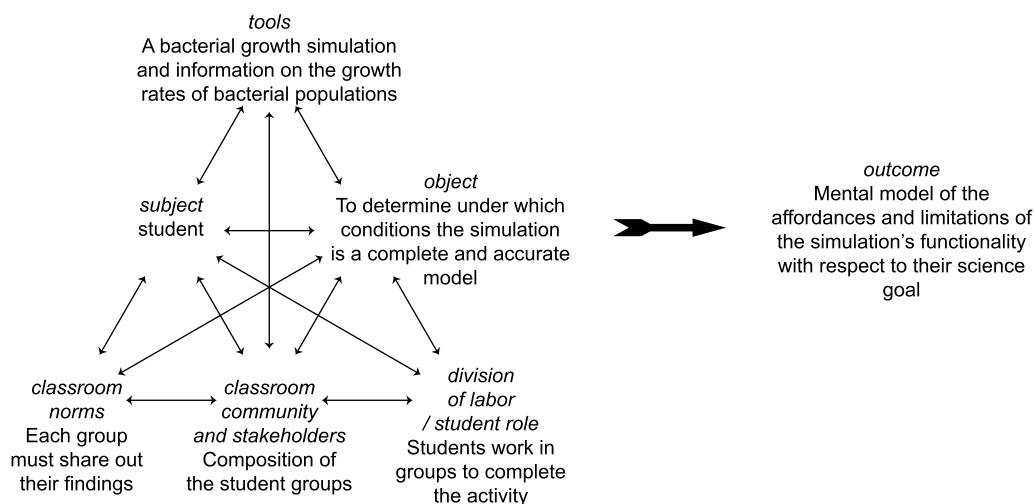 tools
A bacterial growth simulation
and information on the growth
rates of bacterial populations
subject
student
object
To determine under which
conditions the simulation
is a complete and accurate
model
outcome
Mental model of the
affordances and limitations of
the simulation's functionality
with respect to their science
goal
classroom
norms
Each group
must share out
their findings
classroom
community
and stakeholders
Composition of
the student groups
division
of labor
/ student role
Students work in
groups to complete
the activity